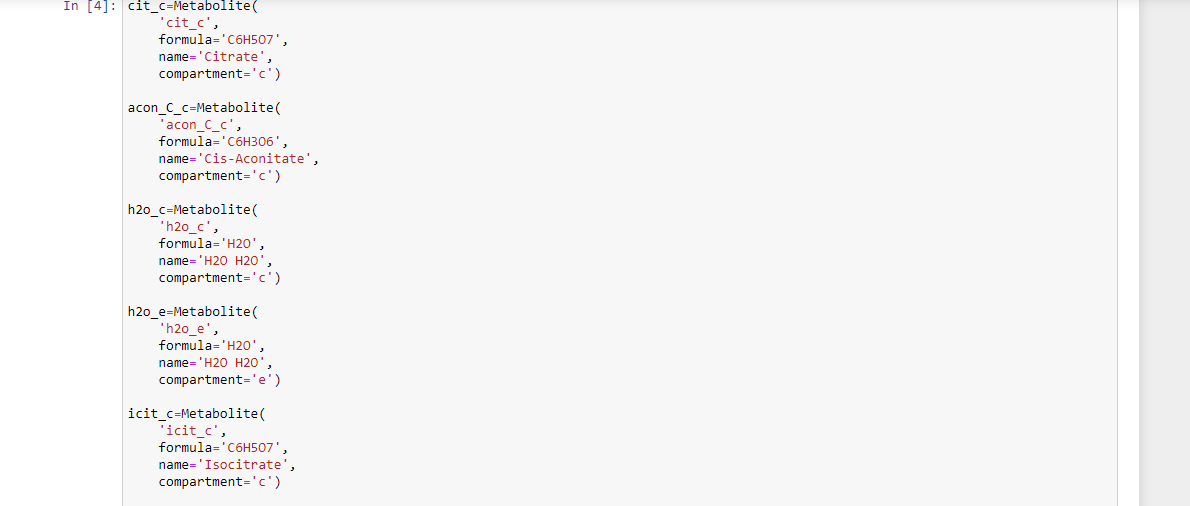 In [4]: cit_c=Metabolite(
'cit_c',
formula='C6H5O7',
name='Citrate',
compartment='c')
acon_C_c=Metabolite(
'acon_C_c',
formula='C6H3O6',
name='Cis-Aconitate',
compartment='c')
h2o_c=Metabolite(
'h2o_c',
formula='H2O',
name='H2O H2O',
compartment='c')
h2o_e=Metabolite(
'h2o_e',
formula='H2O',
name='H2O H2O',
compartment='e')
icit_c=Metabolite(
'icit_c',
formula='C6H5O7',
name='Isocitrate',
compartment='c')